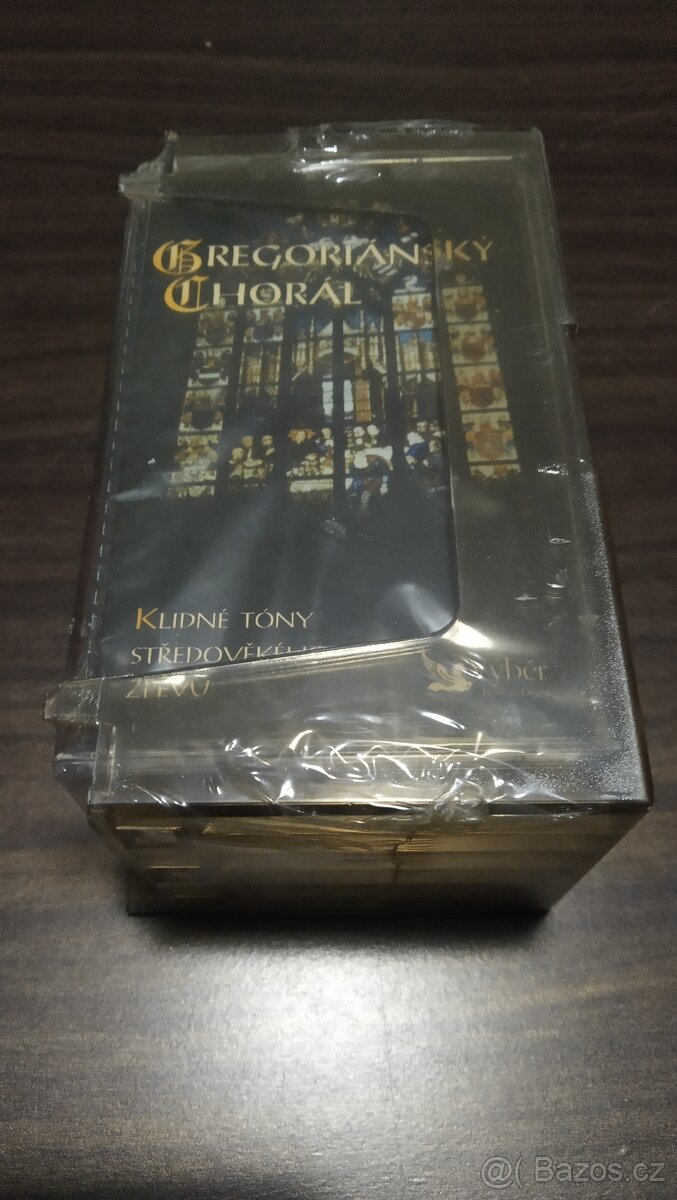 GREGORIÁNSKÝ
CHORÁL
KLIDNÉ TÓNY
STŘEDOVĚKÉHO
ZPĚVU
Výběr
@( Bazos.cz